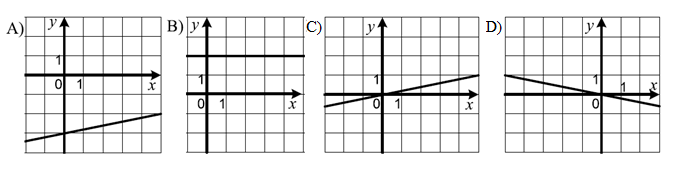 A) y 1 0 1 x
B) y 1 0 1 x
C) y 1 0 1 x
D) y 1 0 1 x